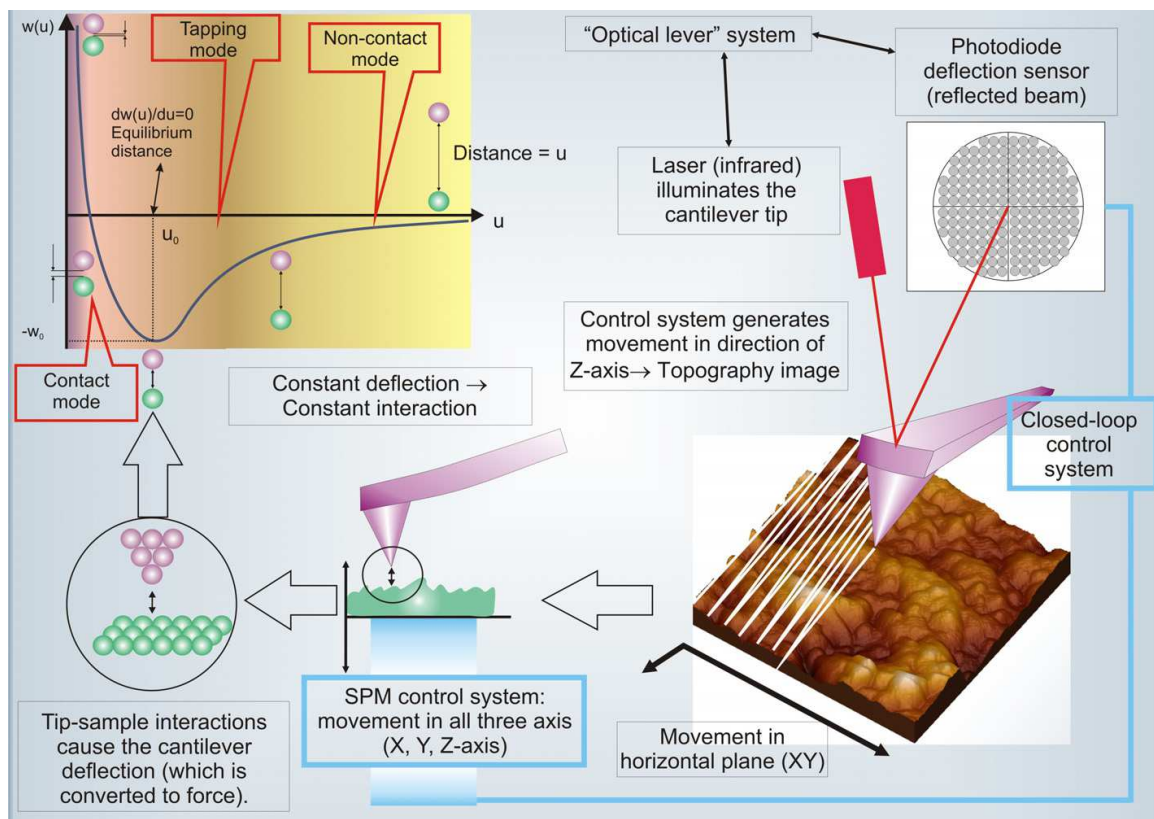 w(u)
Tapping
mode
Non-contact
mode
dw(u)/du=0
Equilibrium
distance
Distance = u
u₀
u
-w₀
Contact
mode
“Optical lever” system
Photodiode
deflection sensor
(reflected beam)
Laser (infrared)
illuminates the
cantilever tip
Control system generates
movement in direction of
Z-axis→ Topography image
Constant deflection →
Constant interaction
Closed-loop
control
system
SPM control system:
movement in all three axis
(X, Y, Z-axis)
Movement in
horizontal plane (XY)
Tip-sample interactions
cause the cantilever
deflection (which is
converted to force).